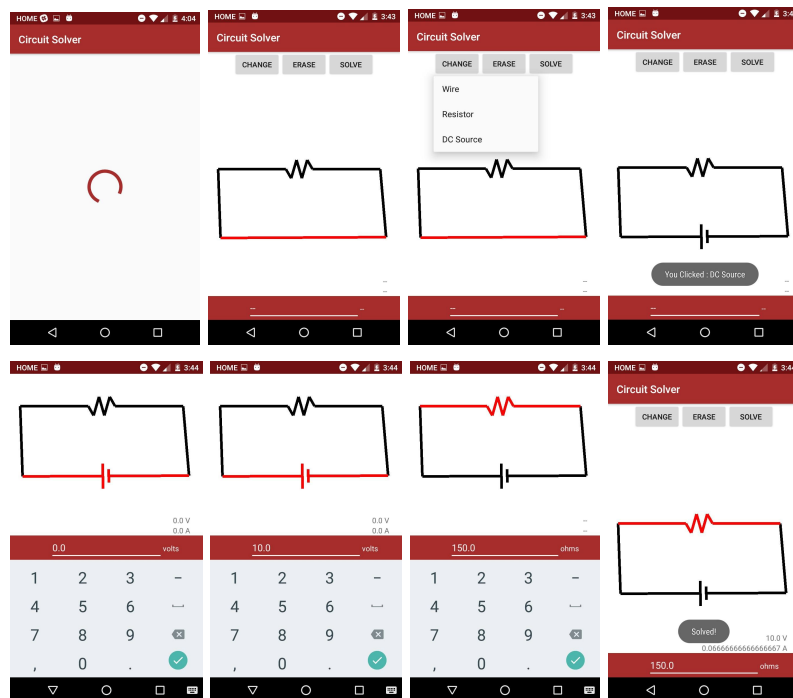 HOME 4:04
Circuit Solver
HOME 3:43
Circuit Solver
CHANGE ERASE SOLVE
--
--
-- --
HOME 3:43
Circuit Solver
CHANGE ERASE SOLVE
Wire
Resistor
DC Source
--
--
-- --
HOME 3:4
Circuit Solver
CHANGE ERASE SOLVE
You Clicked : DC Source
--
--
-- --
HOME 3:44
0.0 V
0.0 A
0.0 volts
1 2 3 –
4 5 6
7 8 9
, 0 .
HOME 3:44
0.0 V
0.0 A
10.0 volts
1 2 3 –
4 5 6
7 8 9
, 0 .
HOME 3:44
--
--
150.0 ohms
1 2 3 –
4 5 6
7 8 9
, 0 .
HOME 3:44
Circuit Solver
CHANGE ERASE SOLVE
Solved!
10.0 V
0.06666666666666667 A
150.0 ohms